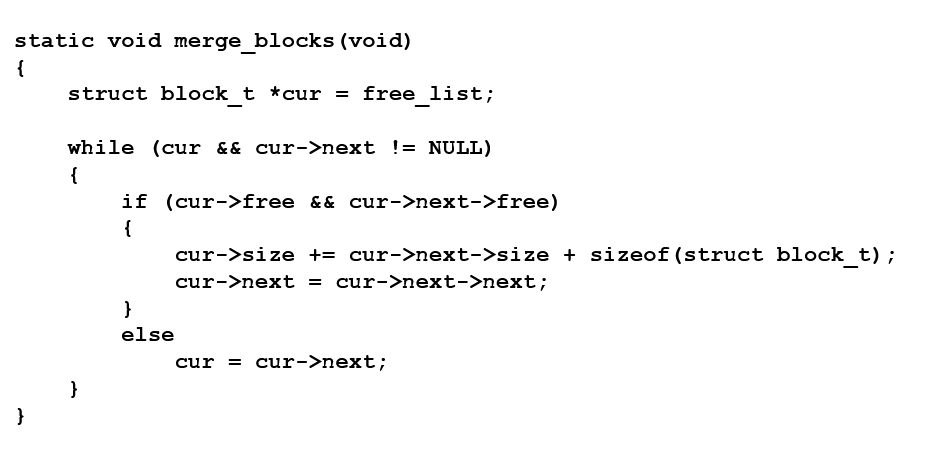 static void merge_blocks(void)
{
    struct block_t *cur = free_list;

    while (cur && cur->next != NULL)
    {
        if (cur->free && cur->next->free)
        {
            cur->size += cur->next->size + sizeof(struct block_t);
            cur->next = cur->next->next;
        }
        else
            cur = cur->next;
    }
}